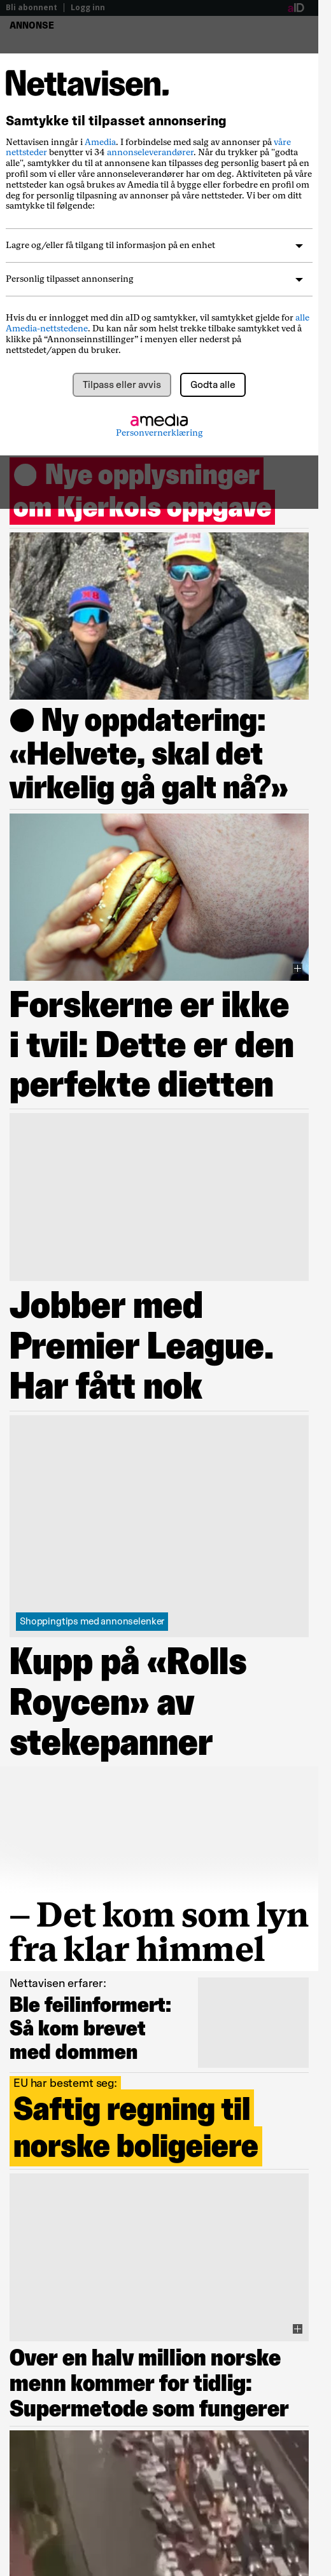 Bli abonnent | Logg inn
aID
ANNONSE
Nettavisen.
Samtykke til tilpasset annonsering
Nettavisen inngår i Amedia. I forbindelse med salg av annonser på våre
nettsteder benytter vi 34 annonseleverandører. Når du trykker på "godta
alle", samtykker du til at annonsene kan tilpasses deg personlig basert på en
profil som vi eller våre annonseleverandører har om deg. Aktiviteten på våre
nettsteder kan også brukes av Amedia til å bygge eller forbedre en profil om
deg for personlig tilpasning av annonser på våre nettsteder. Vi ber om ditt
samtykke til følgende:
Lagre og/eller få tilgang til informasjon på en enhet
Personlig tilpasset annonsering
Hvis du er innlogget med din aID og samtykker, vil samtykket gjelde for alle
Amedia-nettstedene. Du kan når som helst trekke tilbake samtykket ved å
klikke på “Annonseinnstillinger” i menyen eller nederst på
nettstedet/appen du bruker.
Tilpass eller avvis
Godta alle
amedia
Personvernerklæring
Nye opplysninger
om Kjerkols oppgave
Ny oppdatering:
«Helvete, skal det
virkelig gå galt nå?»
Forskerne er ikke
i tvil: Dette er den
perfekte dietten
Jobber med
Premier League.
Har fått nok
Shoppingtips med annonselenker
Kupp på «Rolls
Roycen» av
stekepanner
– Det kom som lyn
fra klar himmel
Nettavisen erfarer:
Ble feilinformert:
Så kom brevet
med dommen
EU har bestemt seg:
Saftig regning til
norske boligeiere
Over en halv million norske
menn kommer for tidlig:
Supermetode som fungerer